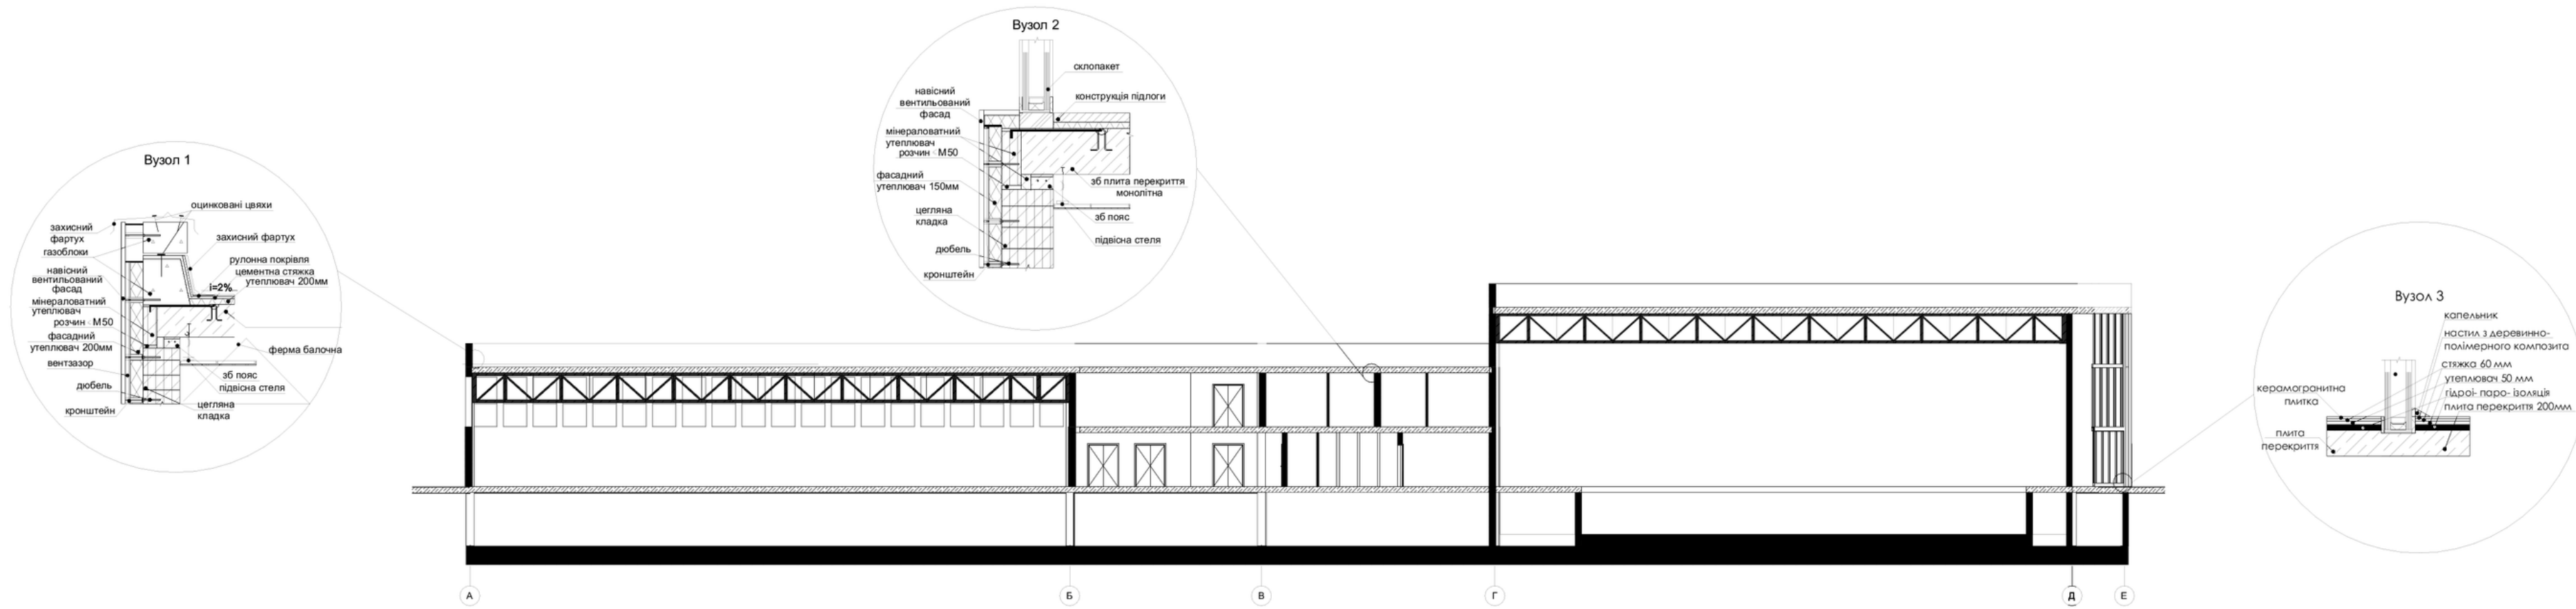 Вузол 1
оцинковані цвяхи
захисний
фартух
газоблоки
навісний
вентильований
фасад
мінераловатний
утеплювач
розчин М50
фасадний
утеплювач 200мм
вентзазор
дюбель
кронштейн
захисний фартух
рулонна покрівля
цементна стяжка
утеплювач 200мм
i=2%
ферма балочна
зб пояс
підвісна стеля
цегляна
кладка
Вузол 2
склопакет
навісний
вентильований
фасад
мінераловатний
утеплювач
розчин М50
фасадний
утеплювач 150мм
цегляна
кладка
дюбель
кронштейн
конструкція підлоги
зб плита перекриття
монолітна
зб пояс
підвісна стеля
Вузол 3
капельник
настил з деревинно-
полімерного композита
стяжка 60 мм
утеплювач 50 мм
гідроі- паро- ізоляція
плита перекриття 200мм
керамогранитна
плитка
плита
перекриття
А
Б
В
Г
Д
Е